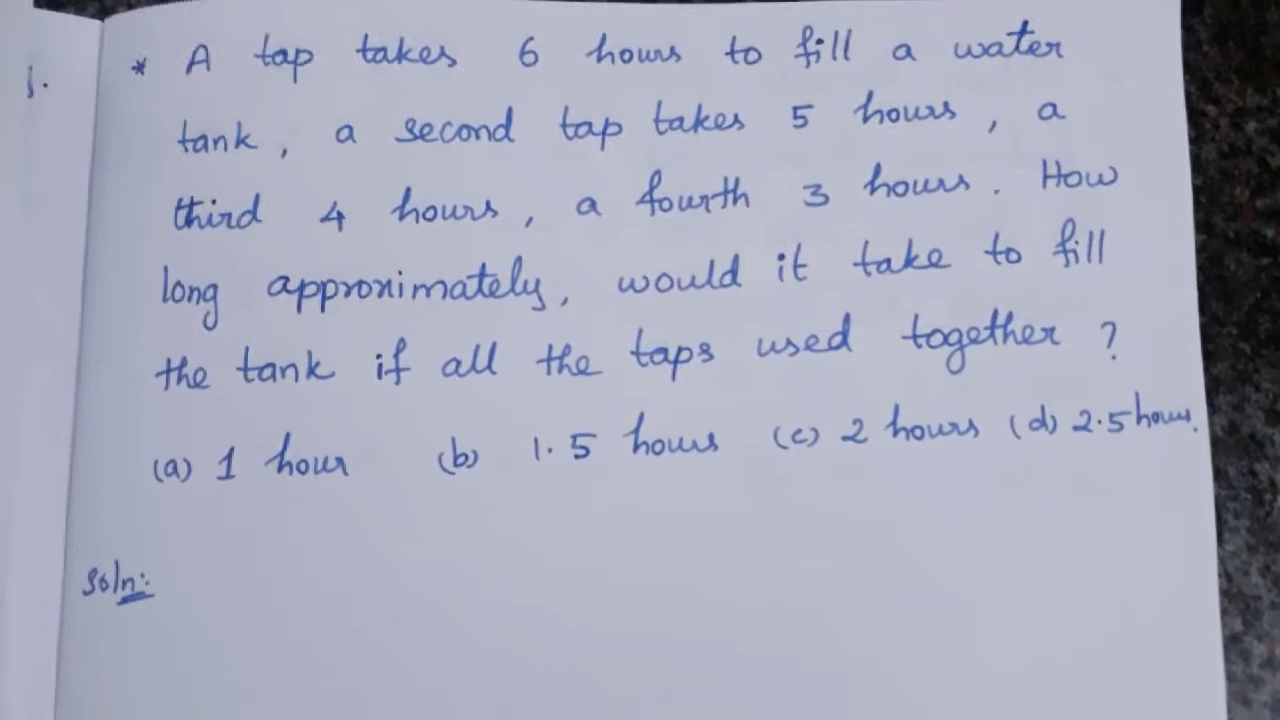 1.
* A tap takes 6 hours to fill a water
tank, a second tap takes 5 hours, a
third 4 hours, a fourth 3 hours. How
long approximately, would it take to fill
the tank if all the taps used together ?
(a) 1 hour (b) 1.5 hours (c) 2 hours (d) 2.5 hours.
Soln: